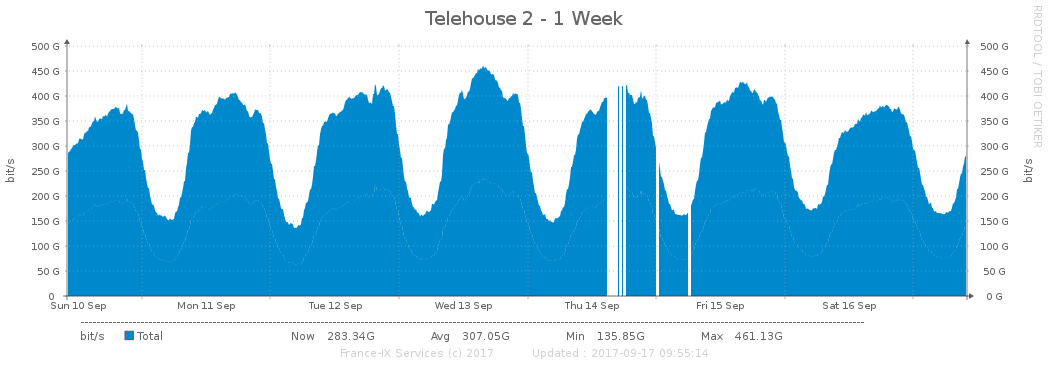 Telehouse 2 - 1 Week
RRDTOOL / TOBI OETIKER
500 G 500 G
450 G 450 G
400 G 400 G
350 G 350 G
300 G 300 G
250 G 250 G
200 G 200 G
150 G 150 G
100 G 100 G
50 G 50 G
0 0 G
bit/s bit/s
Sun 10 Sep Mon 11 Sep Tue 12 Sep Wed 13 Sep Thu 14 Sep Fri 15 Sep Sat 16 Sep
bit/s Total Now 283.34G Avg 307.05G Min 135.85G Max 461.13G
France-IX Services (c) 2017 Updated : 2017-09-17 09:55:14